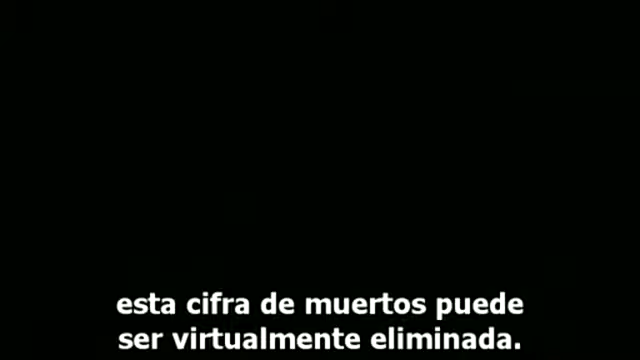 esta cifra de muertos puede
ser virtualmente eliminada.